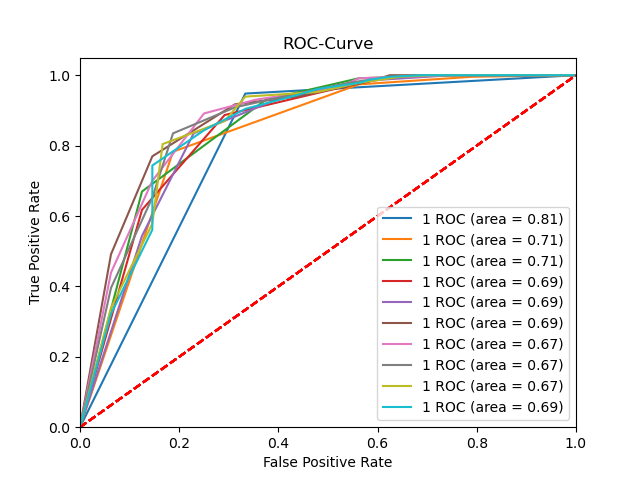 ROC-Curve
1.0
0.8
0.6
0.4
0.2
0.0
True Positive Rate
1 ROC (area = 0.81)
1 ROC (area = 0.71)
1 ROC (area = 0.71)
1 ROC (area = 0.69)
1 ROC (area = 0.69)
1 ROC (area = 0.69)
1 ROC (area = 0.67)
1 ROC (area = 0.67)
1 ROC (area = 0.67)
1 ROC (area = 0.69)
0.0 0.2 0.4 0.6 0.8 1.0
False Positive Rate